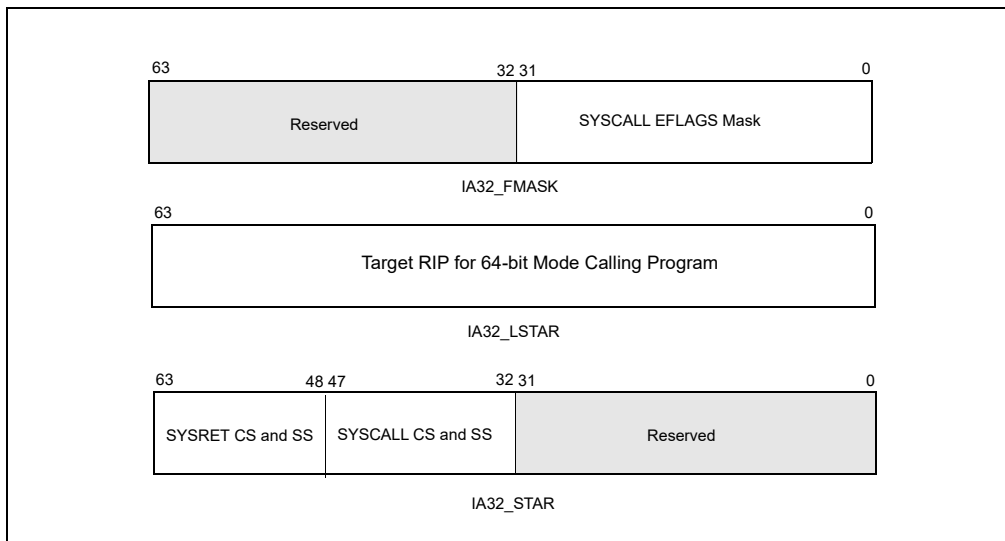 63 32 31 0
Reserved SYSCALL EFLAGS Mask
IA32_FMASK
63 0
Target RIP for 64-bit Mode Calling Program
IA32_LSTAR
63 48 47 32 31 0
SYSRET CS and SS SYSCALL CS and SS Reserved
IA32_STAR